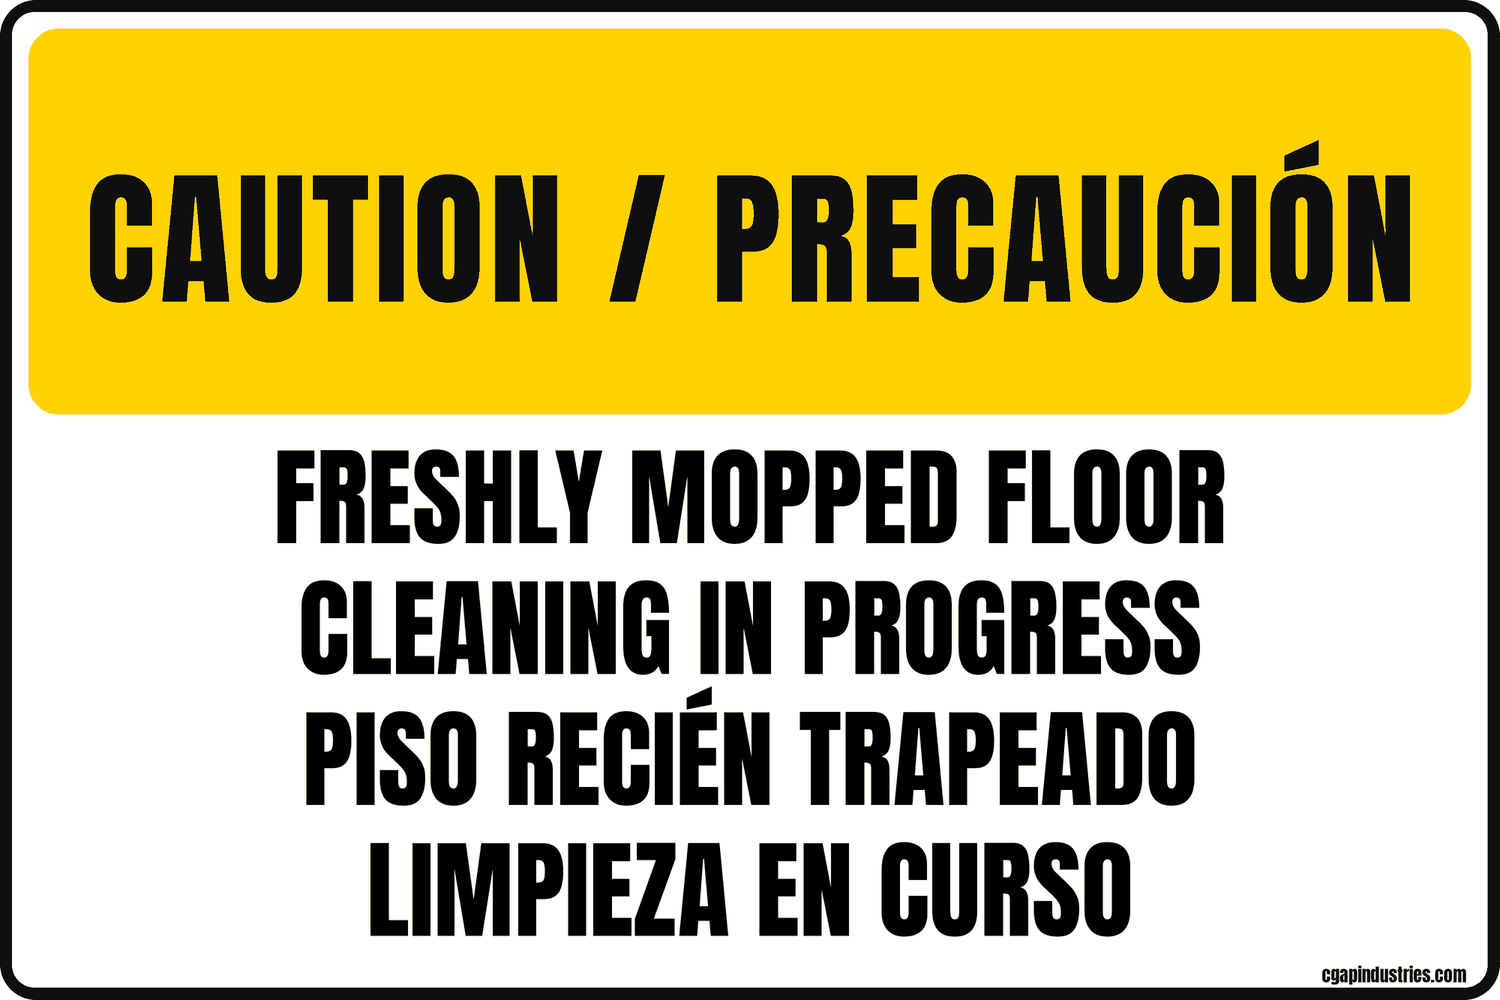 CAUTION / PRECAUCIÓN
FRESHLY MOPPED FLOOR
CLEANING IN PROGRESS
PISO RECIÉN TRAPEADO
LIMPIEZA EN CURSO
cgapindustries.com